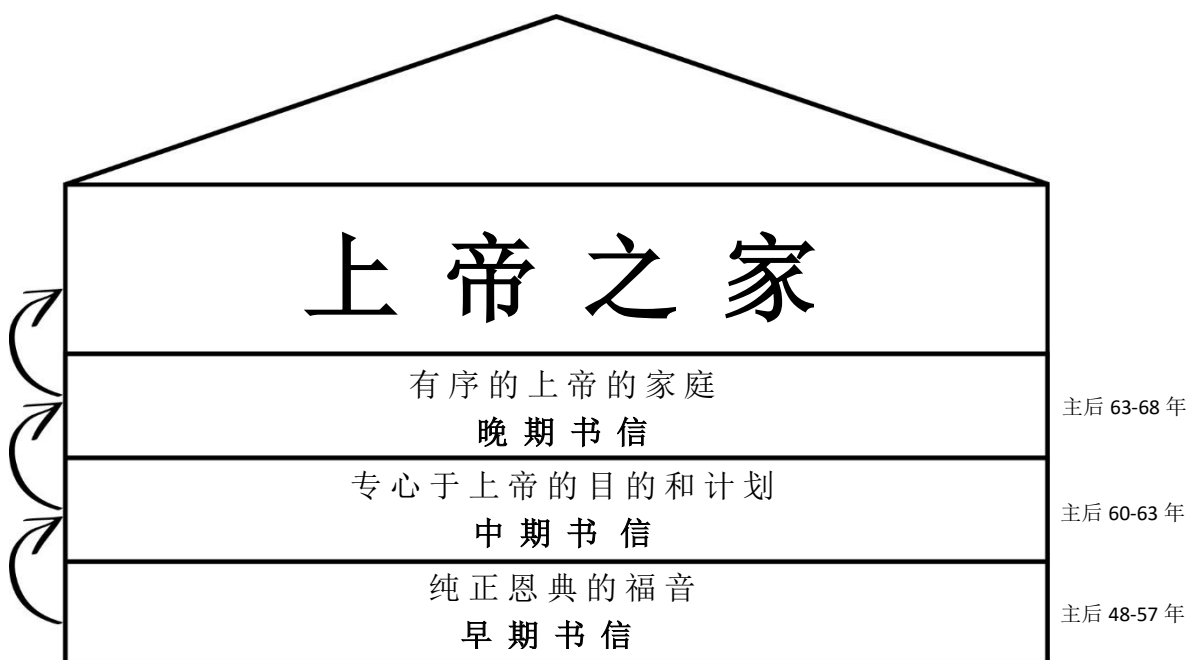 上帝之家
有序的上帝的家庭
晚期书信
主后 63-68 年
专心于上帝的目的和计划
中期书信
主后 60-63 年
纯正恩典的福音
早期书信
主后 48-57 年